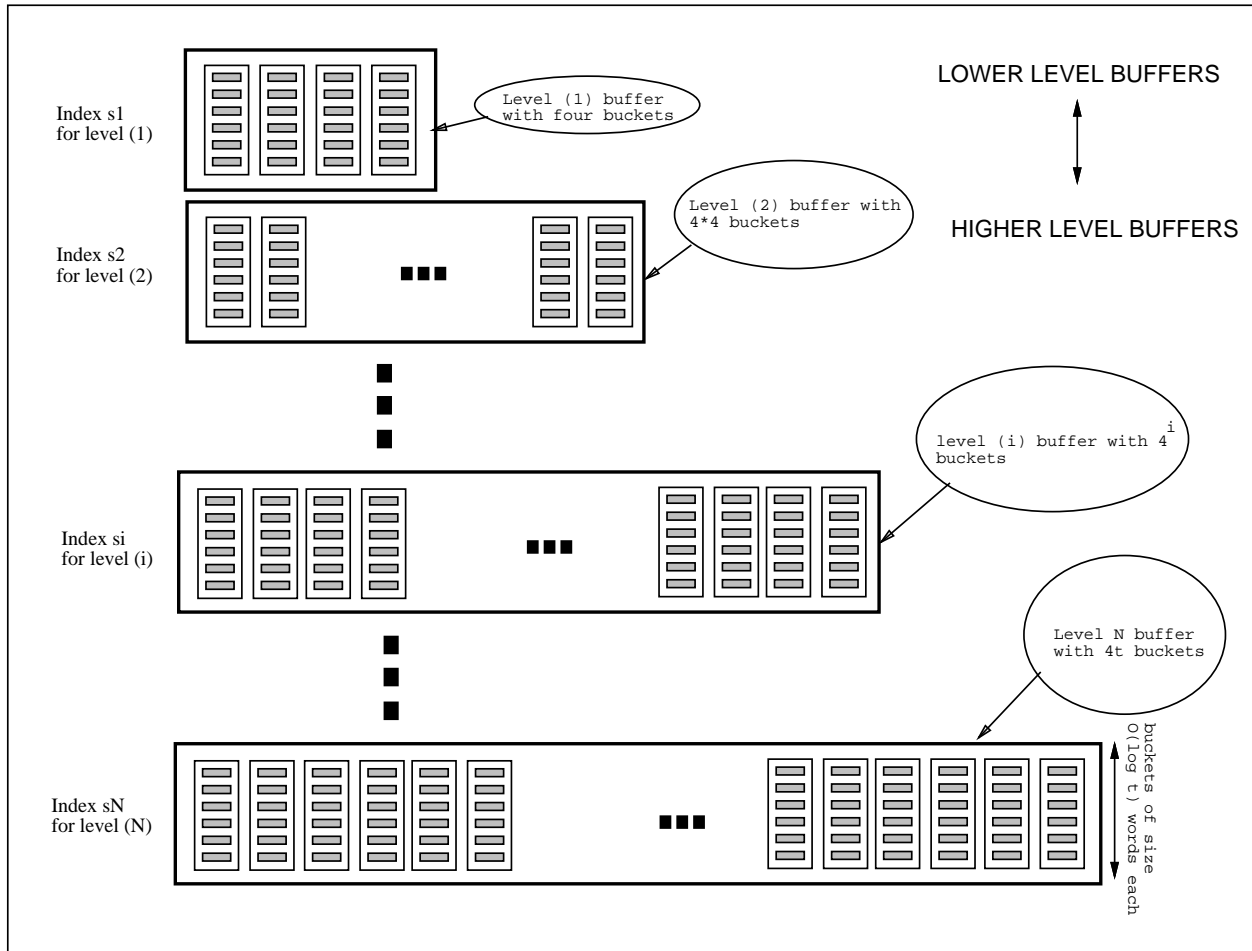 Index s1
for level (1)
Level (1) buffer
with four buckets
LOWER LEVEL BUFFERS
HIGHER LEVEL BUFFERS
Index s2
for level (2)
Level (2) buffer with
4*4 buckets
Index si
for level (i)
level (i) buffer with 4^i
buckets
Level N buffer
with 4t buckets
Index sN
for level (N)
buckets of size
O(log t) words each